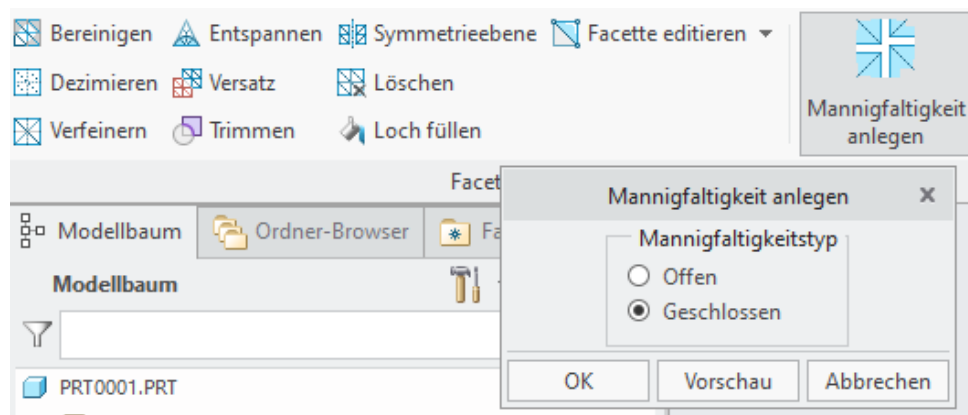 Bereinigen Entspannen Symmetrieebene Facette editieren
Dezimieren Versatz Löschen
Verfeinern Trimmen Loch füllen
Mannigfaltigkeit
anlegen
Facet
Mannigfaltigkeit anlegen
Modellbaum Ordner-Browser Fa
Mannigfaltigkeitstyp
Offen
Geschlossen
Modellbaum
PRT0001.PRT
OK Vorschau Abbrechen